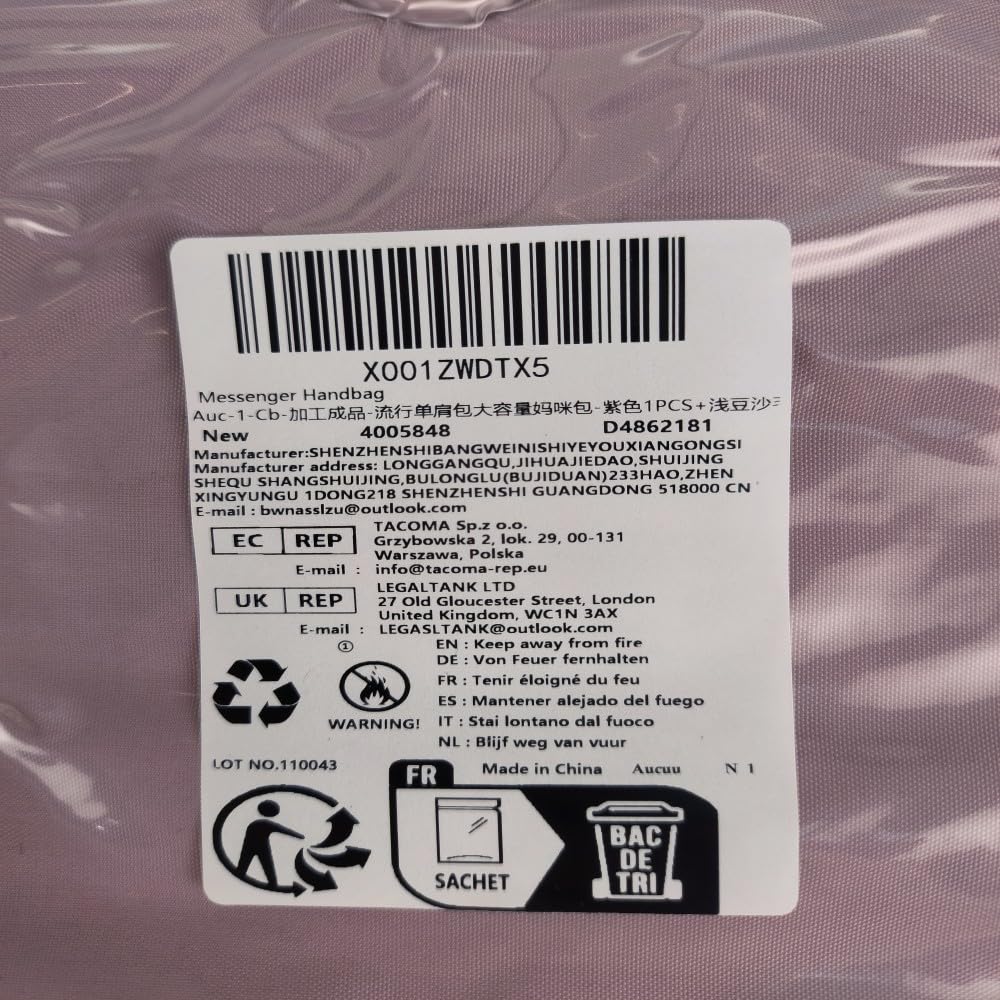 X001ZWDTX5
Messenger Handbag
Auc-1-Cb-加工成品-流行单肩包大容量妈咪包-紫色1PCS+浅豆沙
New 4005848 D4862181
Manufacturer:SHENZHENSHIBANGWEINISHIYEYOUXIANGONGSI
Manufacturer address: LONGGANGQU,JIHUAJIEDAO,SHUIJING
SHEQU SHANGSHUIJING,BULONGLU(BUJIDUAN)233HAO,ZHEN
XINGYUNGU 1DONG218 SHENZHENSHI GUANGDONG 518000 CN
E-mail : bwnasslzu@outlook.com
EC REP TACOMA Sp.z o.o.
Grzybowska 2, lok. 29, 00-131
Warszawa, Polska
E-mail : info@tacoma-rep.eu
UK REP LEGALTANK LTD
27 Old Gloucester Street, London
United Kingdom, WC1N 3AX
E-mail : LEGASLTANK@outlook.com
① EN : Keep away from fire
DE : Von Feuer fernhalten
FR : Tenir éloigné du feu
ES : Mantener alejado del fuego
WARNING! IT : Stai lontano dal fuoco
NL : Blijf weg van vuur
LOT NO.110043 FR Made in China Aucuu N 1
SACHET
BAC
DE
TRI